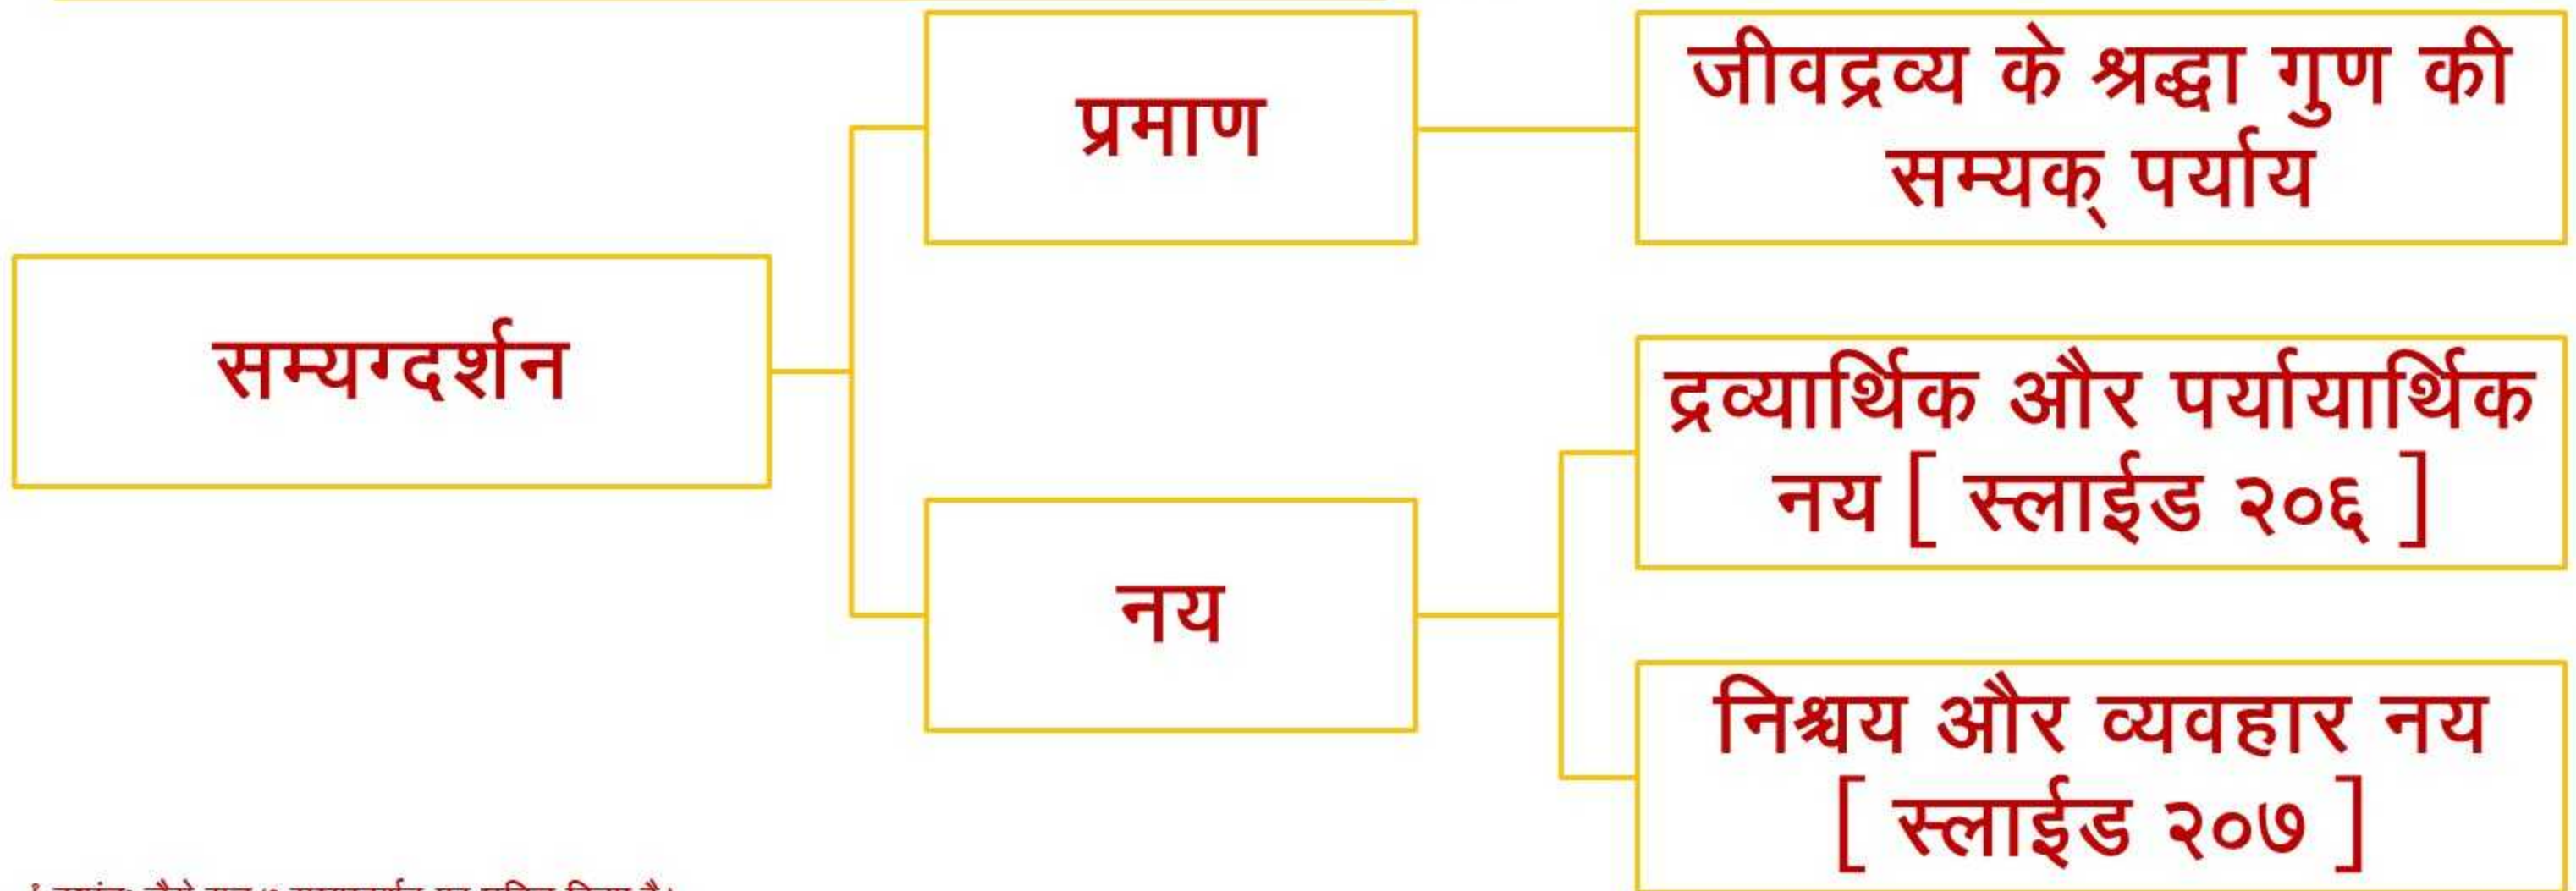 प्रमाण
जीवद्रव्य के श्रद्धा गुण की
सम्यक् पर्याय
सम्यग्दर्शन
नय
द्रव्यार्थिक और पर्यायार्थिक
नय [ स्लाईड २०६ ]
निश्चय और व्यवहार नय
[ स्लाईड २०७ ]